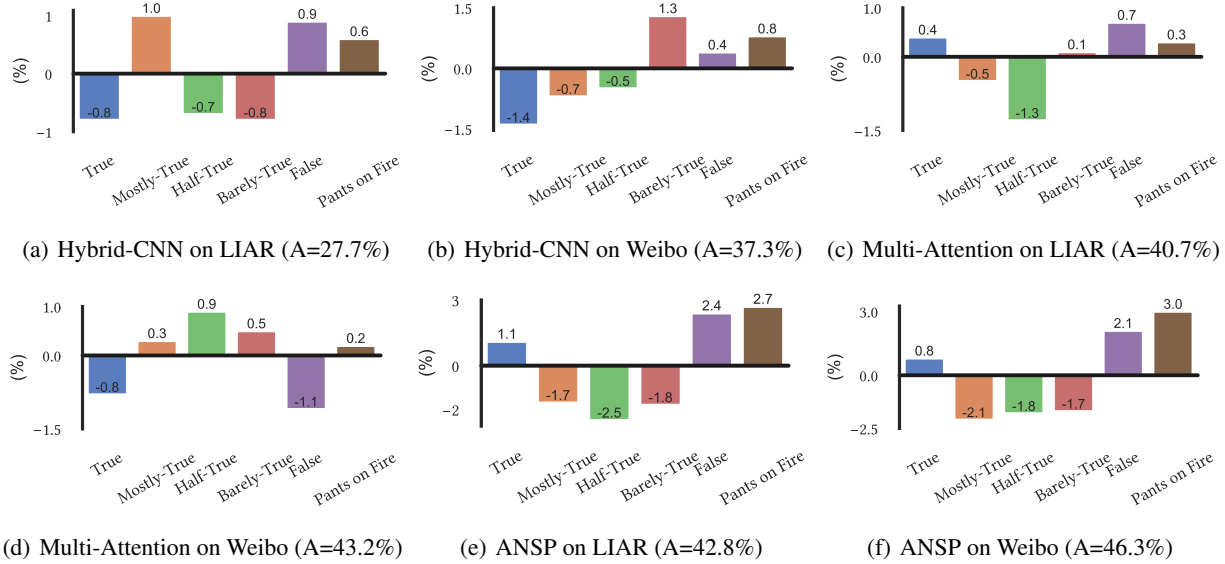 1
0
−1
(%)
-0.8
1.0
-0.7
-0.8
0.9
0.6
True
Mostly-True
Half-True
Barely-True
False
Pants on Fire
(a) Hybrid-CNN on LIAR (A=27.7%)
1.5
0.0
−1.5
(%)
-1.4
-0.7
-0.5
1.3
0.4
0.8
True
Mostly-True
Half-True
Barely-True
False
Pants on Fire
(b) Hybrid-CNN on Weibo (A=37.3%)
1.0
0.0
−1.5
(%)
0.4
-0.5
-1.3
0.1
0.7
0.3
True
Mostly-True
Half-True
Barely-True
False
Pants on Fire
(c) Multi-Attention on LIAR (A=40.7%)
1.0
0.0
−1.5
(%)
-0.8
0.3
0.9
0.5
-1.1
0.2
True
Mostly-True
Half-True
Barely-True
False
Pants on Fire
(d) Multi-Attention on Weibo (A=43.2%)
3
0
−2
(%)
1.1
-1.7
-2.5
-1.8
2.4
2.7
True
Mostly-True
Half-True
Barely-True
False
Pants on Fire
(e) ANSP on LIAR (A=42.8%)
3.0
0.0
−2.5
(%)
0.8
-2.1
-1.8
-1.7
2.1
3.0
True
Mostly-True
Half-True
Barely-True
False
Pants on Fire
(f) ANSP on Weibo (A=46.3%)